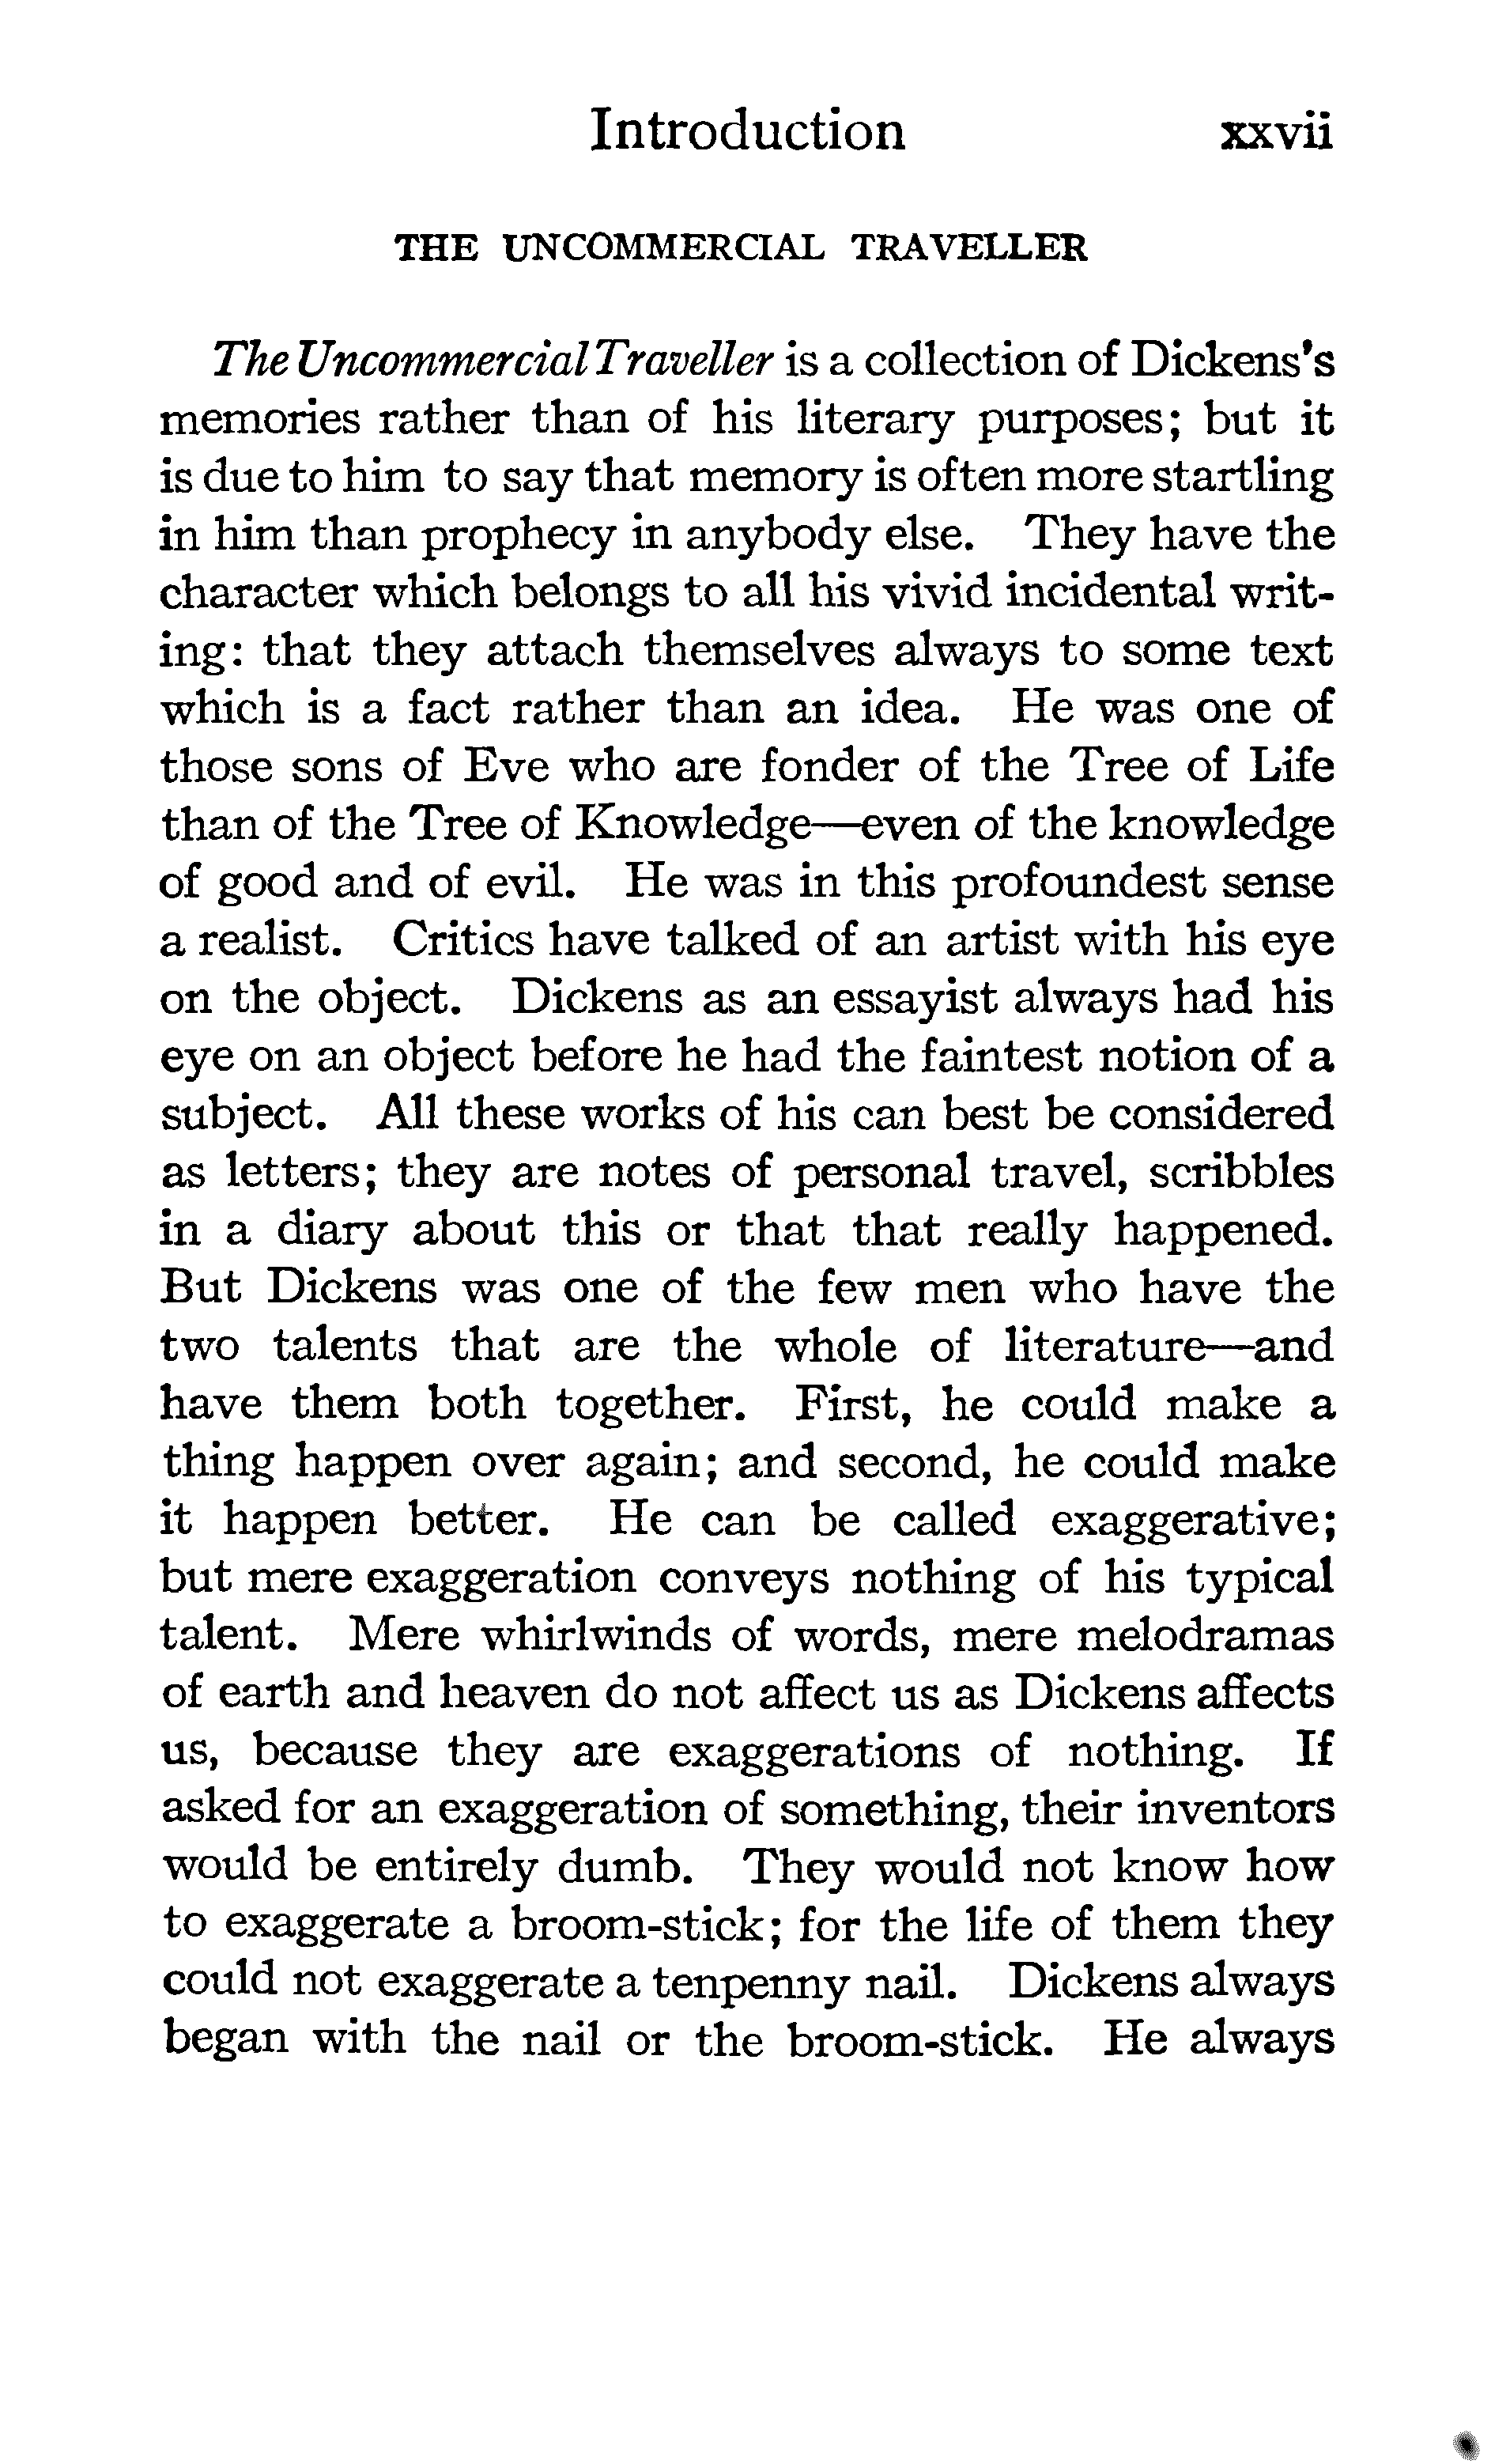 Introduction xxvii
THE UNCOMMERCIAL TRAVELLER
The Uncommercial Traveller is a collection of Dickens's
memories rather than of his literary purposes; but it
is due to him to say that memory is often more startling
in him than prophecy in anybody else. They have the
character which belongs to all his vivid incidental writ-
ing: that they attach themselves always to some text
which is a fact rather than an idea. He was one of
those sons of Eve who are fonder of the Tree of Life
than of the Tree of Knowledge—even of the knowledge
of good and of evil. He was in this profoundest sense
a realist. Critics have talked of an artist with his eye
on the object. Dickens as an essayist always had his
eye on an object before he had the faintest notion of a
subject. All these works of his can best be considered
as letters; they are notes of personal travel, scribbles
in a diary about this or that that really happened.
But Dickens was one of the few men who have the
two talents that are the whole of literature—and
have them both together. First, he could make a
thing happen over again; and second, he could make
it happen better. He can be called exaggerative;
but mere exaggeration conveys nothing of his typical
talent. Mere whirlwinds of words, mere melodramas
of earth and heaven do not affect us as Dickens affects
us, because they are exaggerations of nothing. If
asked for an exaggeration of something, their inventors
would be entirely dumb. They would not know how
to exaggerate a broom-stick; for the life of them they
could not exaggerate a tenpenny nail. Dickens always
began with the nail or the broom-stick. He always